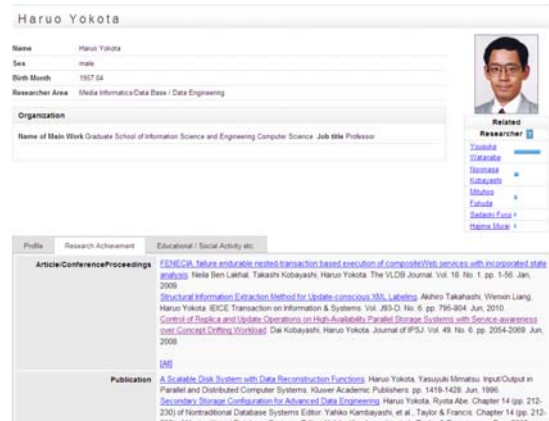 Haruo Yokota
Name Haruo Yokota
Sex male
Birth Month 1957.04
Researcher Area Media Informatics/Data Base / Data Engineering
Organization
Name of Main Work Graduate School of Information Science and Engineering Computer Science Job title Professor
Related
Researcher ?
Yousuke
Watanabe
Kobayashi
Fukuda
Profile Research Achievement Educational / Social Activity etc.
Article/ConferenceProceedings FENECIA: failure endurable nested-transaction based execution of compositeWeb services with incorporated state
analysis. Neila Ben Lakhal. Takashi Kobayashi, Haruo Yokota. The VLDB Journal. Vol. 18. No. 1. pp. 1-56. Jan,
2009.
Structural Information Extraction Method for Update-conscious XML Labeling. Akihiro Takahashi, Wenxin Liang,
Haruo Yokota. IEICE Transaction on Information & Systems. Vol. J93-D. No. 6. pp. 795-804. Jun, 2010.
Control of Replica and Update Operations on High-Availability Parallel Storage Systems with Service-awareness
over Concept Drifting Workload. Dai Kobayashi, Haruo Yokota. Journal of IPSJ. Vol. 49. No. 6. pp. 2054-2069. Jun,
2008.
[All]
Publication A Scalable Disk System with Data Reconstruction Functions. Haruo Yokota, Yasuyuki Mimatsu. Input/Output in
Parallel and Distributed Computer Systems. Kluwer Academic Publishers. pp. 1419-1428. Jun, 1996.
Secondary Storage Configuration for Advanced Data Engineering. Haruo Yokota, Ryota Abe. Chapter 14 (pp. 212-
230) of Nontraditional Database Systems Editor: Yahiko Kambayashi, et al., Taylor & Francis. Chapter 14 (pp. 212-